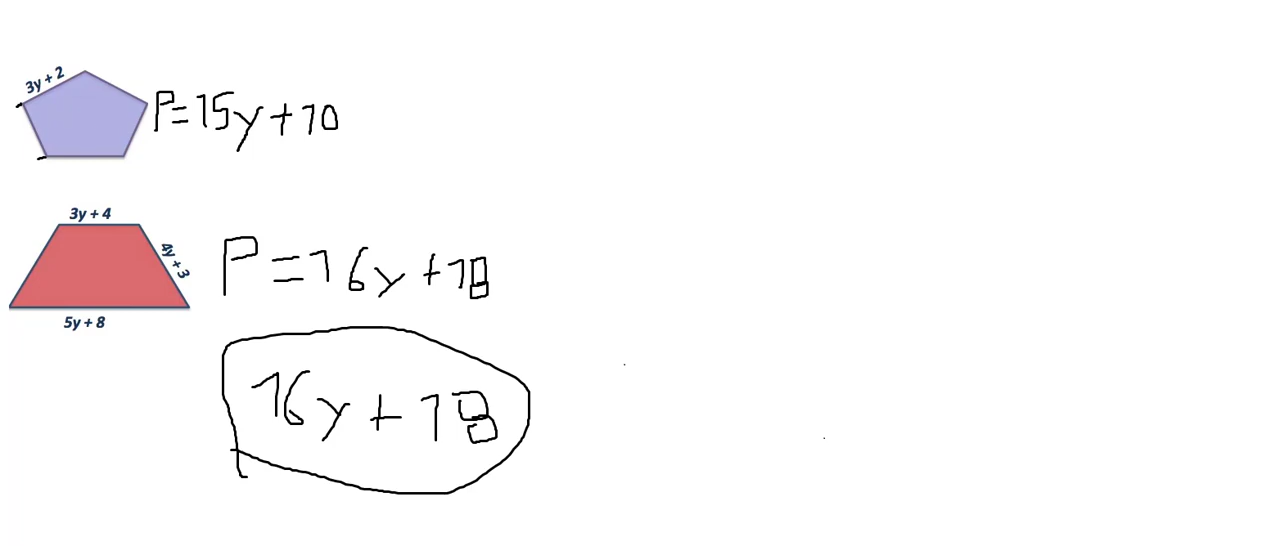 3y + 2
P=15y+10
3y + 4
4y + 3
P=16y+18
5y + 8
16y+18